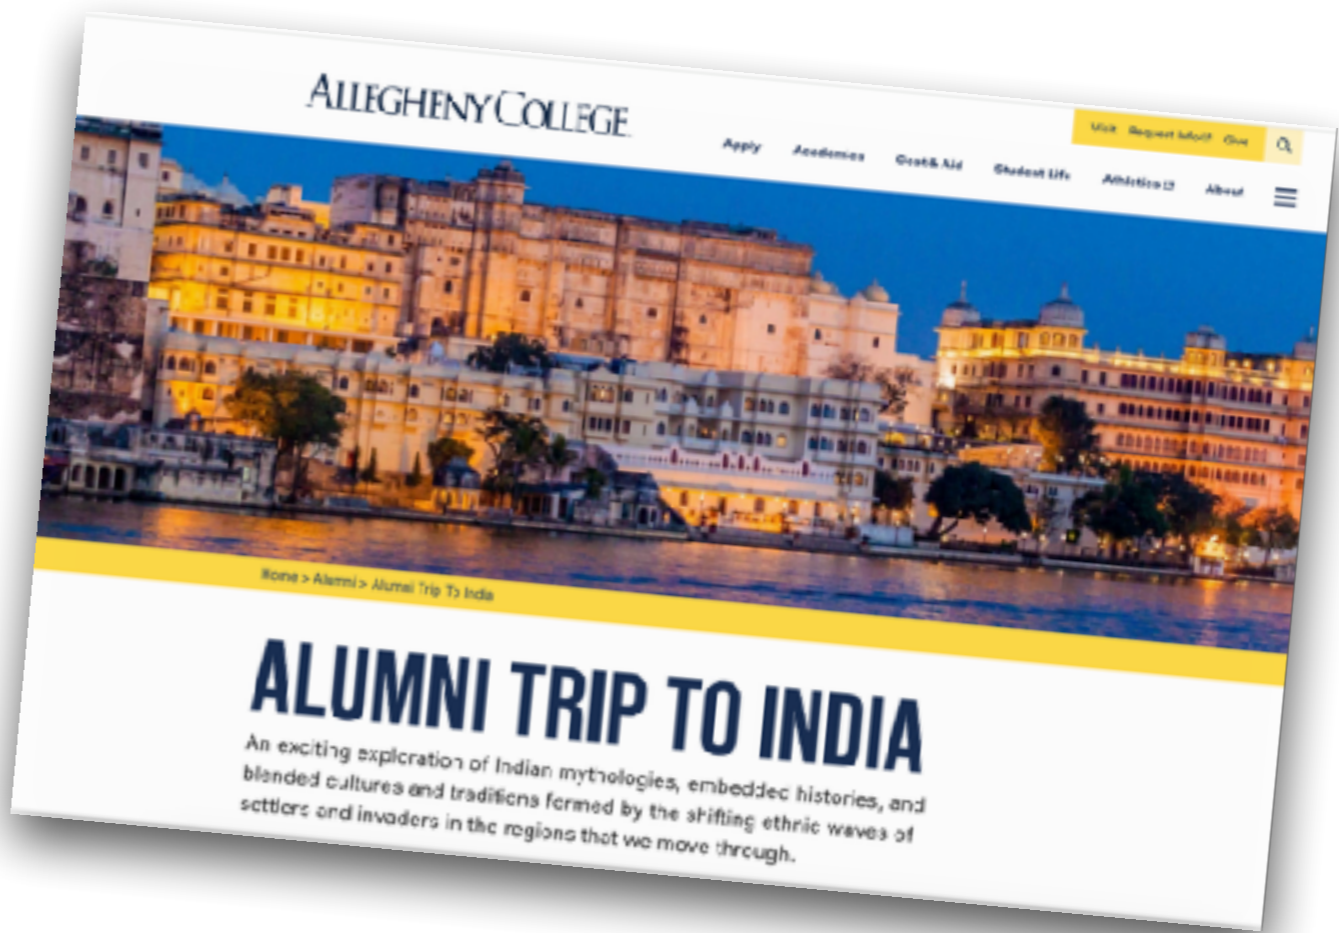 ALLEGHENY COLLEGE
Visit Request Info Give
Apply Academics Cost & Aid Student Life Athletics About
Home > Alumni > Alumni Trip To India
ALUMNI TRIP TO INDIA
An exciting exploration of Indian mythologies, embedded histories, and
blended cultures and traditions formed by the shifting ethnic waves of
settlers and invaders in the regions that we move through.